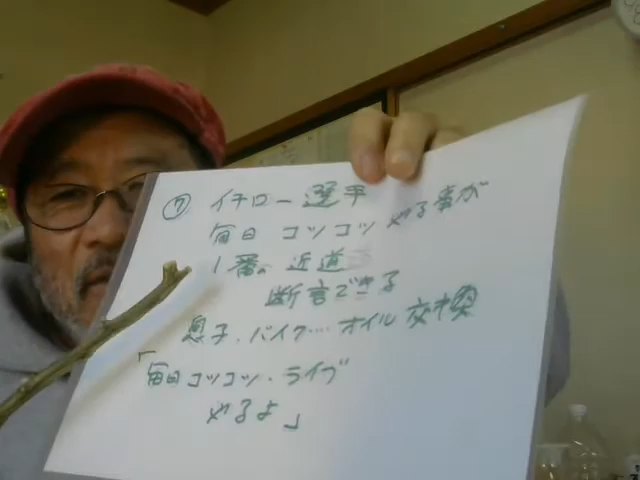 ⑦ イチロー選手
毎日 コツコツ やる事が
1番の近道
断言できる
息子.バイク…オイル交換
「毎日コツコツ.ライブ
やるよ」